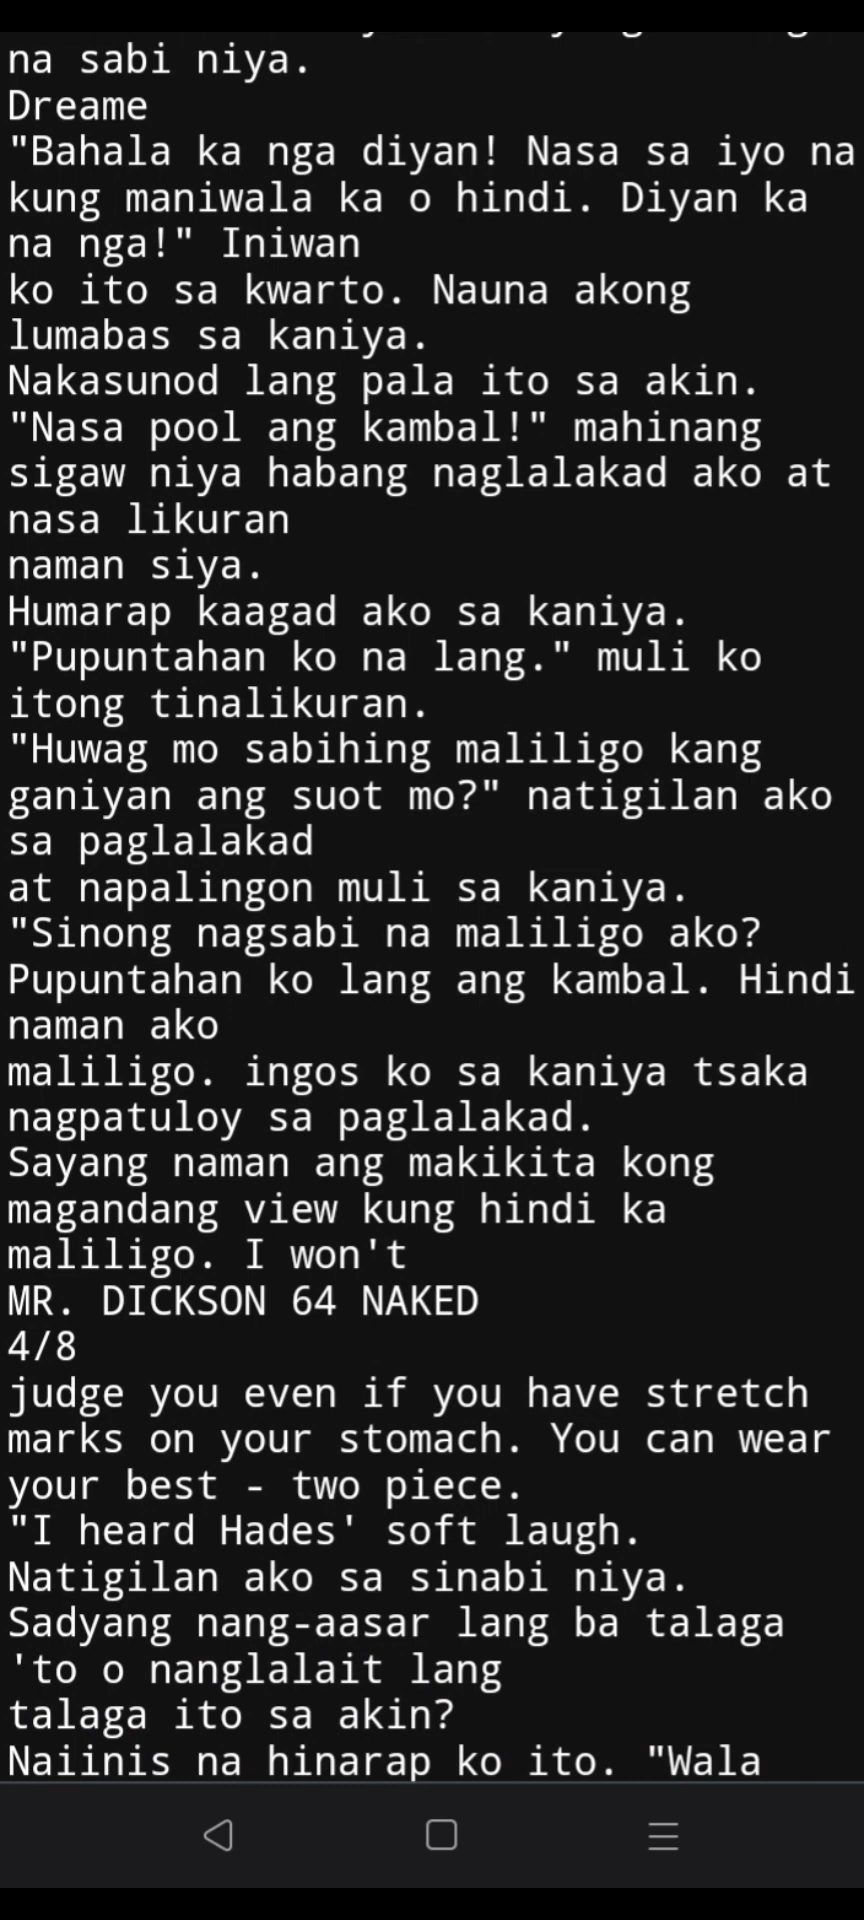 na sabi niya.
Dreame
"Bahala ka nga diyan! Nasa sa iyo na
kung maniwala ka o hindi. Diyan ka
na nga!" Iniwan
ko ito sa kwarto. Nauna akong
lumabas sa kaniya.
Nakasunod lang pala ito sa akin.
"Nasa pool ang kambal!" mahinang
sigaw niya habang naglalakad ako at
nasa likuran
naman siya.
Humarap kaagad ako sa kaniya.
"Pupuntahan ko na lang." muli ko
itong tinalikuran.
"Huwag mo sabihing maliligo kang
ganiyan ang suot mo?" natigilan ako
sa paglalakad
at napalingon muli sa kaniya.
"Sinong nagsabi na maliligo ako?
Pupuntahan ko lang ang kambal. Hindi
naman ako
maliligo. ingos ko sa kaniya tsaka
nagpatuloy sa paglalakad.
Sayang naman ang makikita kong
magandang view kung hindi ka
maliligo. I won't
MR. DICKSON 64 NAKED
4/8
judge you even if you have stretch
marks on your stomach. You can wear
your best - two piece.
"I heard Hades' soft laugh.
Natigilan ako sa sinabi niya.
Sadyang nang-aasar lang ba talaga
'to o nanglalait lang
talaga ito sa akin?
Naiinis na hinarap ko ito. "Wala